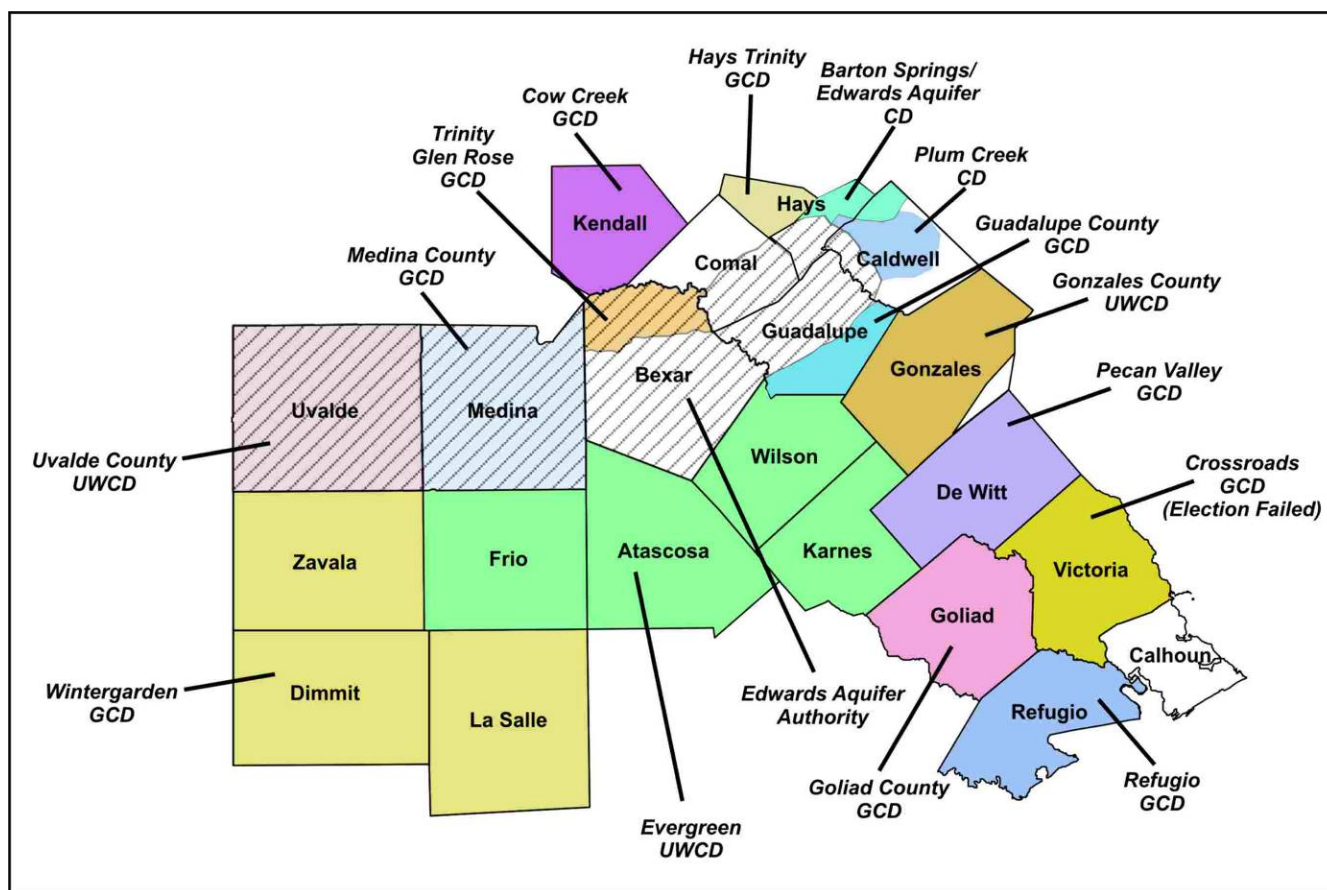 Hays Trinity
GCD
Barton Springs/
Edwards Aquifer
CD
Cow Creek
GCD
Trinity
Glen Rose
GCD
Plum Creek
CD
Medina County
GCD
Guadalupe County
GCD
Gonzales County
UWCD
Pecan Valley
GCD
Crossroads
GCD
(Election Failed)
Uvalde County
UWCD
Wintergarden
GCD
Edwards Aquifer
Authority
Goliad County
GCD
Refugio
GCD
Evergreen
UWCD
Kendall
Hays
Comal
Caldwell
Guadalupe
Bexar
Gonzales
Uvalde
Medina
Wilson
De Witt
Zavala
Frio
Atascosa
Karnes
Victoria
Goliad
Calhoun
Dimmit
La Salle
Refugio